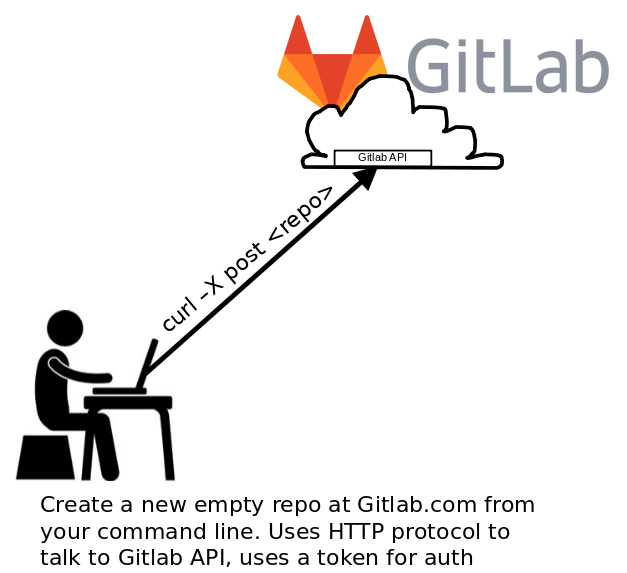 GitLab
Gitlab API
curl –X post <repo>
Create a new empty repo at Gitlab.com from
your command line. Uses HTTP protocol to
talk to Gitlab API, uses a token for auth